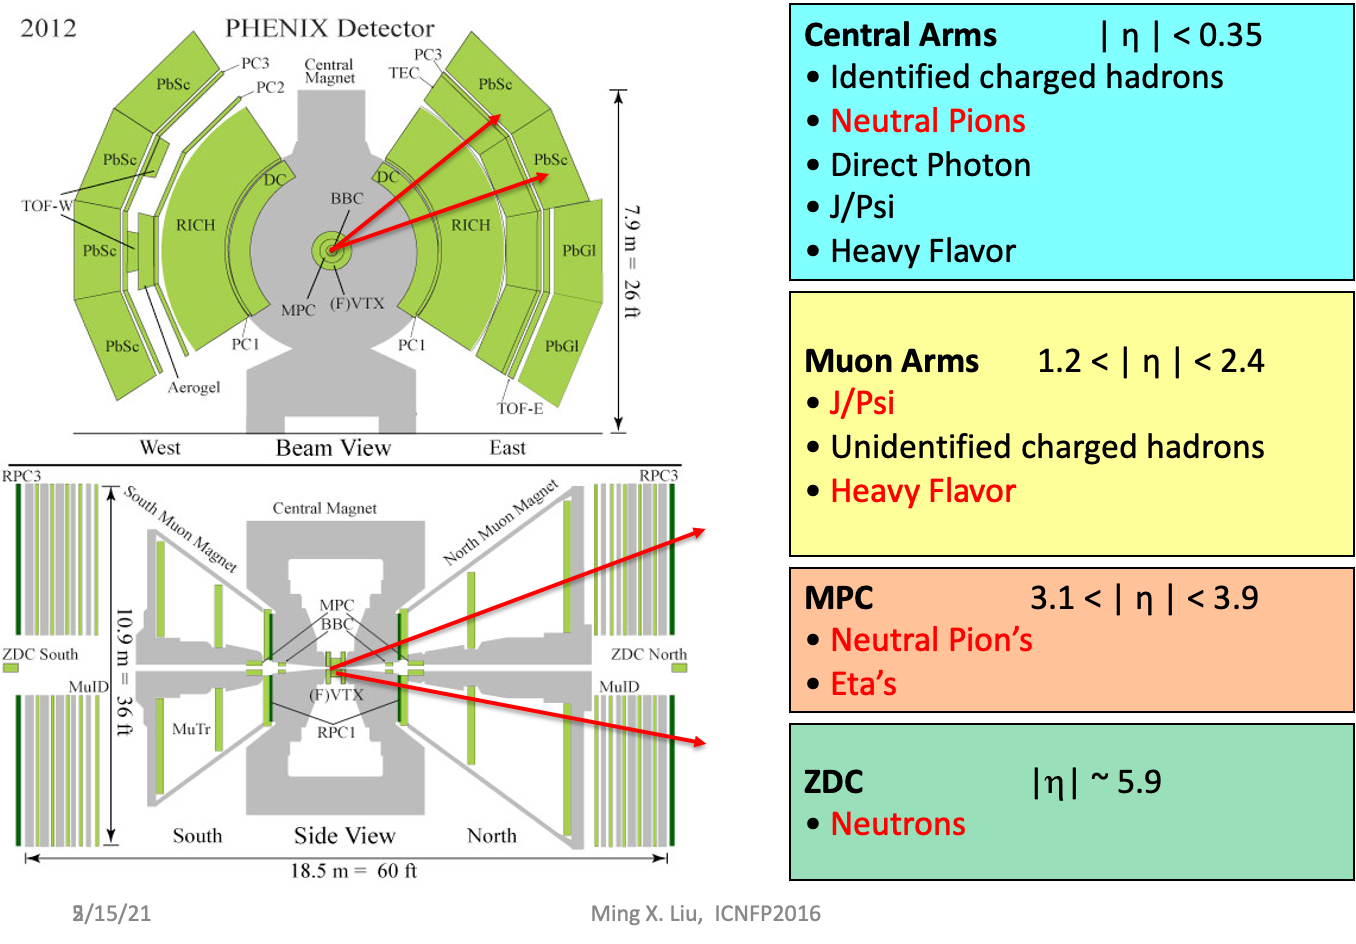 2012
PHENIX Detector
Central
Magnet
PC3
TEC
PbSc
PC3
PC2
PbSc
PbSc
PbSc
DC
DC
BBC
TOF-W
RICH
RICH
PbSc
PbGl
MPC
(F)VTX
PbSc
PC1
PC1
PbGl
Aerogel
TOF-E
7.9 m = 26 ft
West
Beam View
East
RPC3
RPC3
South Muon Magnet
Central Magnet
North Muon Magnet
MPC
BBC
10.9 m = 36 ft
ZDC South
ZDC North
MuID
(F)VTX
MuID
MuTr
RPC1
South
Side View
North
18.5 m = 60 ft
Central Arms | η | < 0.35
• Identified charged hadrons
• Neutral Pions
• Direct Photon
• J/Psi
• Heavy Flavor
Muon Arms 1.2 < | η | < 2.4
• J/Psi
• Unidentified charged hadrons
• Heavy Flavor
MPC 3.1 < | η | < 3.9
• Neutral Pion’s
• Eta’s
ZDC |η| ~ 5.9
• Neutrons
/15/21
Ming X. Liu, ICNFP2016